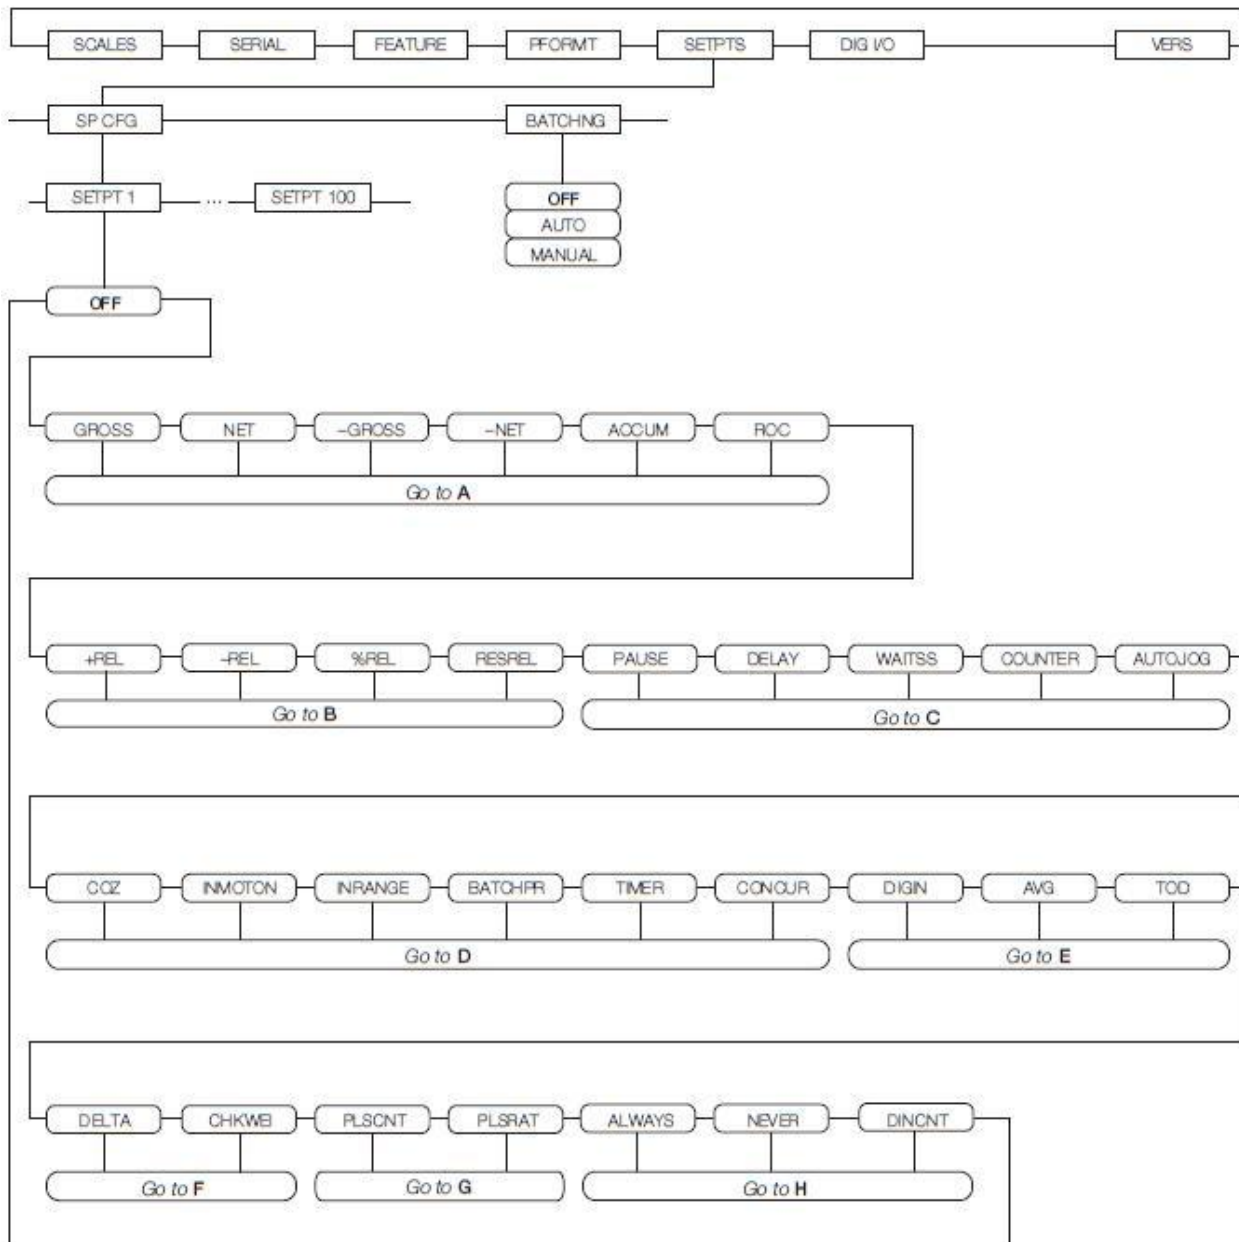 SCALES SERIAL FEATURE PFORMT SETPTS DIG I/O VERS
SP CFG BATCHNG
SETPT 1 ... SETPT 100
OFF
AUTO
MANUAL
OFF
GROSS NET –GROSS –NET ACCUM ROC
Go to A
+REL –REL %REL RESREL PAUSE DELAY WAITSS COUNTER AUTOJOG
Go to B Go to C
COZ INMOTON INRANGE BATCHPR TIMER CONCUR DIGIN AVG TOD
Go to D Go to E
DELTA CHKWEI PLSCNT PLSRAT ALWAYS NEVER DINCNT
Go to F Go to G Go to H